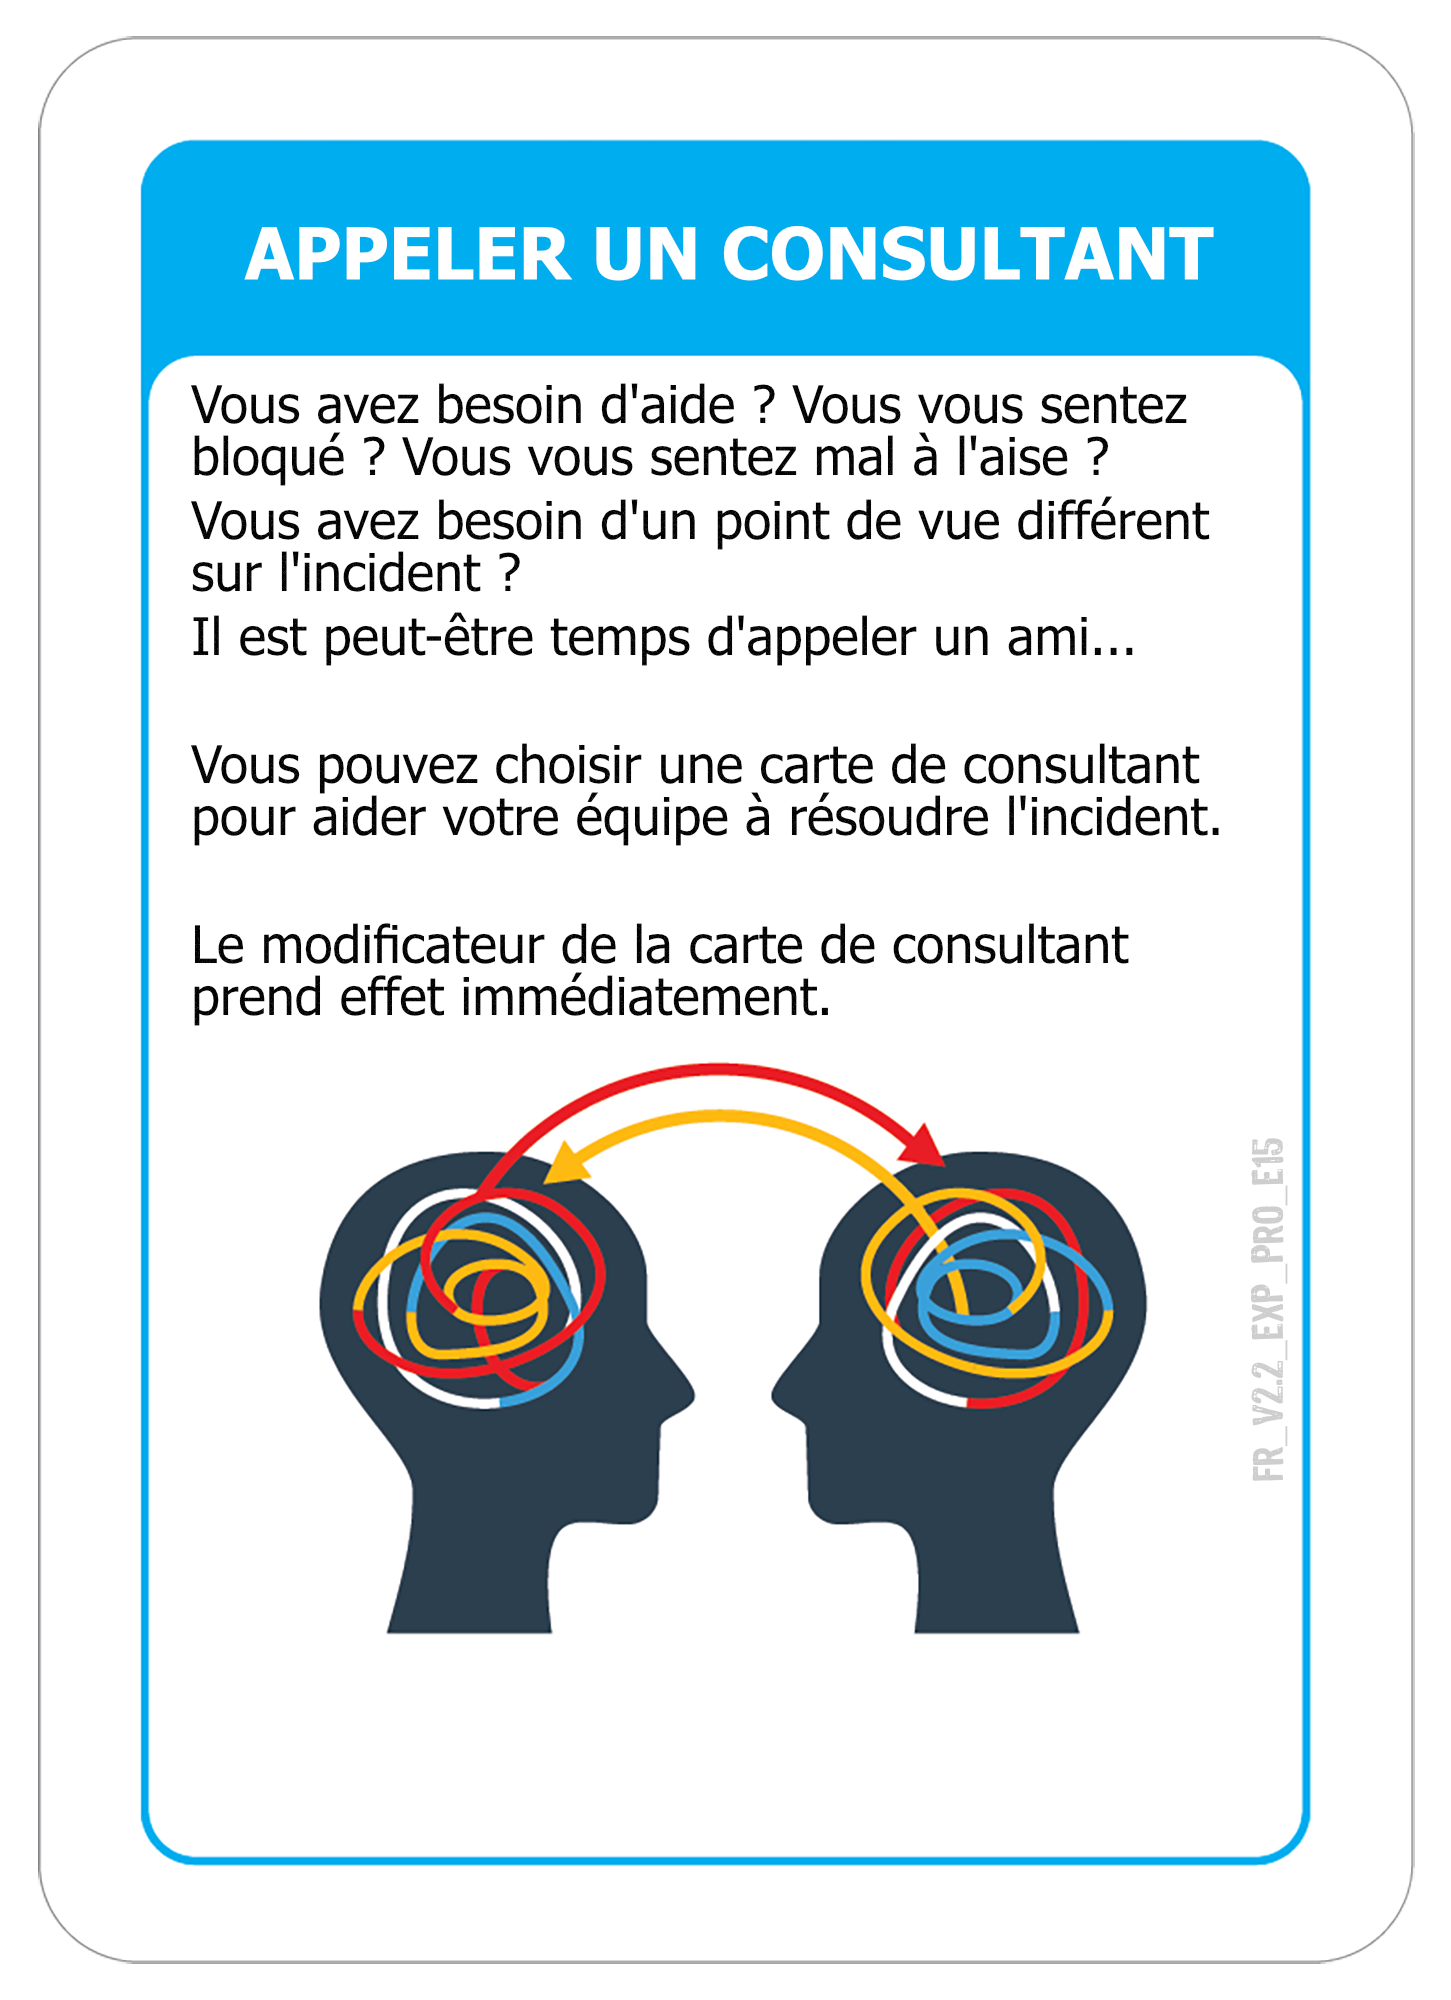 APPELER UN CONSULTANT
Vous avez besoin d'aide ? Vous vous sentez
bloqué ? Vous vous sentez mal à l'aise ?
Vous avez besoin d'un point de vue différent
sur l'incident ?
Il est peut-être temps d'appeler un ami...
Vous pouvez choisir une carte de consultant
pour aider votre équipe à résoudre l'incident.
Le modificateur de la carte de consultant
prend effet immédiatement.
FR_V2.2_EXP_PRO_E15